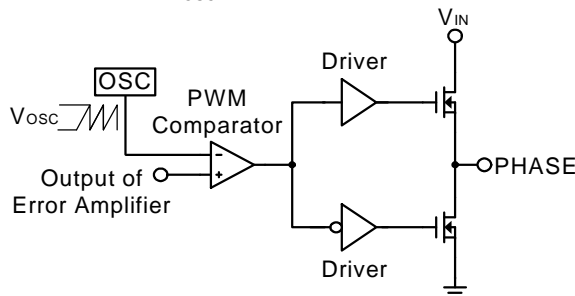 VIN
Driver
OSC
PWM
Comparator
VOSC
-
+
Output of
Error Amplifier
PHASE
Driver